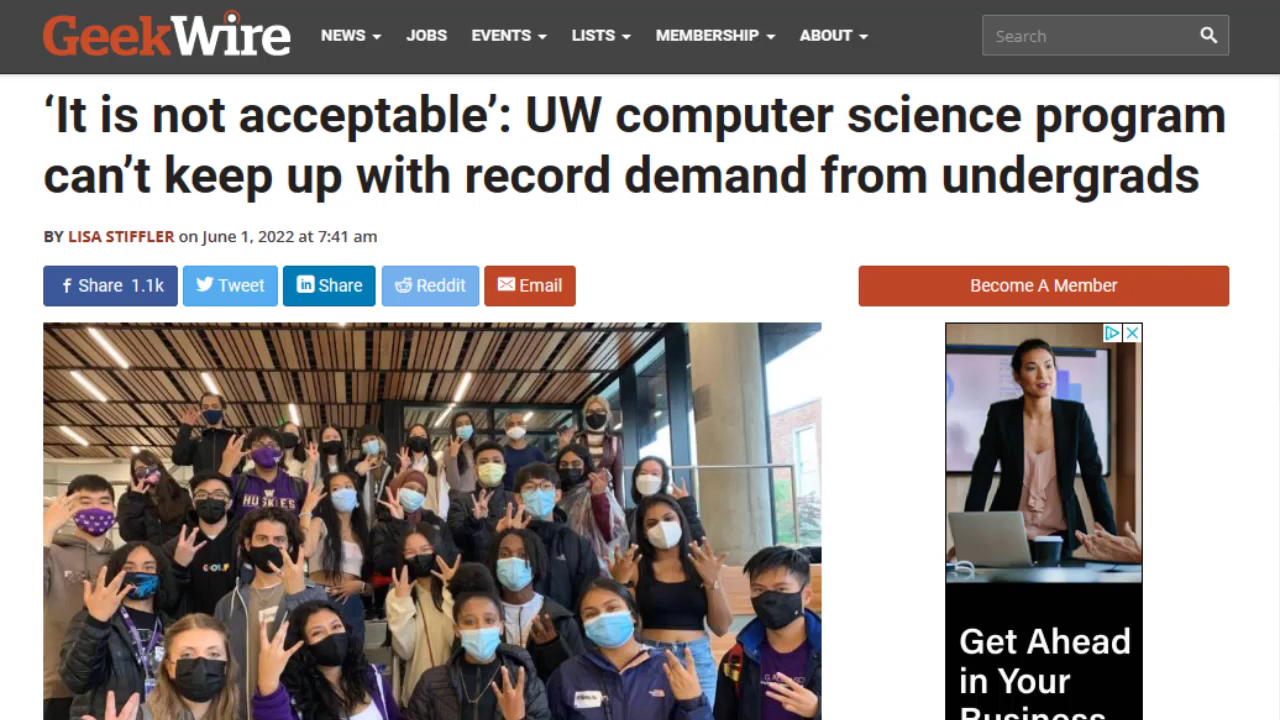 GeekWire NEWS JOBS EVENTS LISTS MEMBERSHIP ABOUT Search
‘It is not acceptable’: UW computer science program
can’t keep up with record demand from undergrads
BY LISA STIFFLER on June 1, 2022 at 7:41 am
Share 1.1k Tweet Share Reddit Email Become A Member
HUSKIES
Get Ahead
in Your
Business